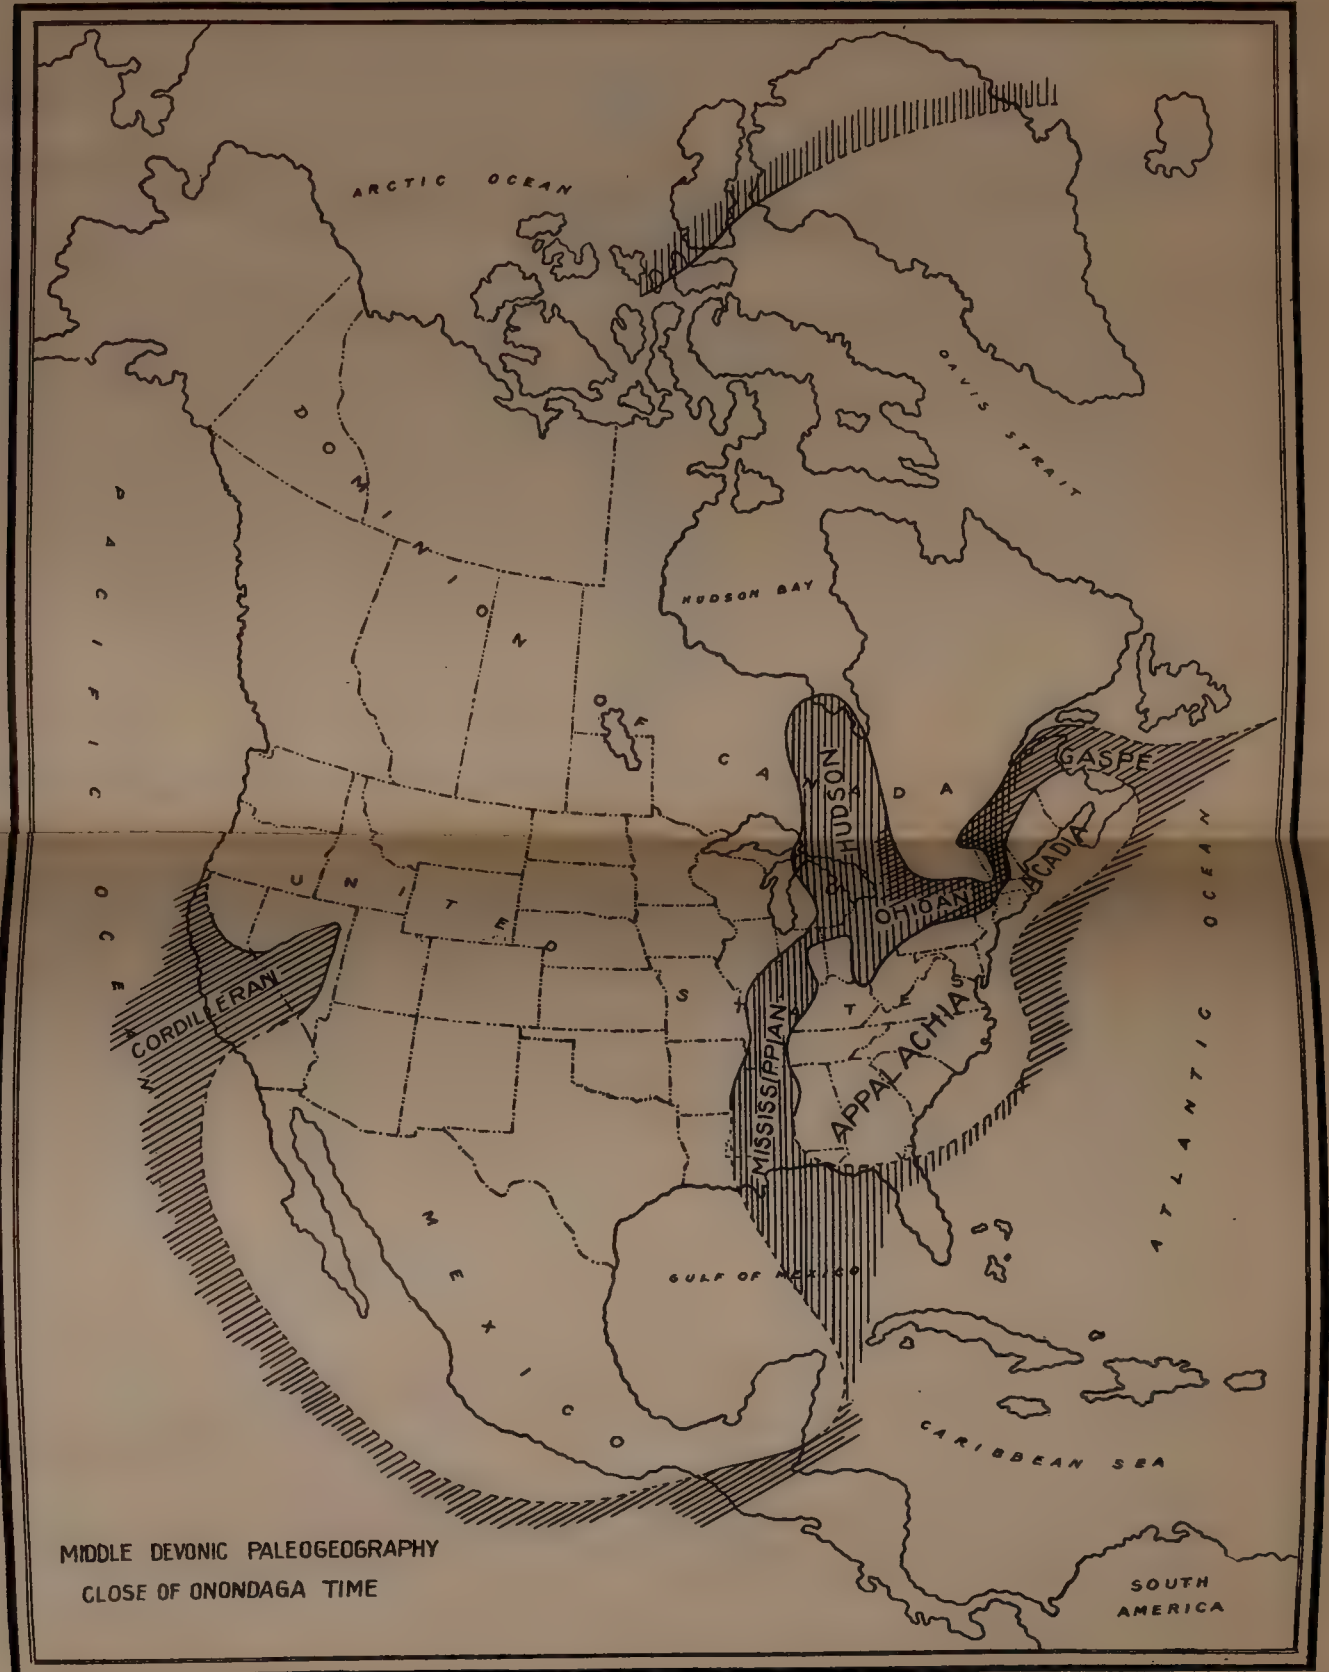 ARCTIC OCEAN
DAVIS STRAIT
PACIFIC OCEAN
DOMINION OF CANADA
HUDSON BAY
HUDSON
GASPE
ACADIA
OHIOAN
UNITED STATES
CORDILLERAN
MISSISSIPPIAN
APPALACHIA
ATLANTIC OCEAN
MEXICO
GULF OF MEXICO
CARIBBEAN SEA
MIDDLE DEVONIC PALEOGEOGRAPHY
CLOSE OF ONONDAGA TIME
SOUTH
AMERICA